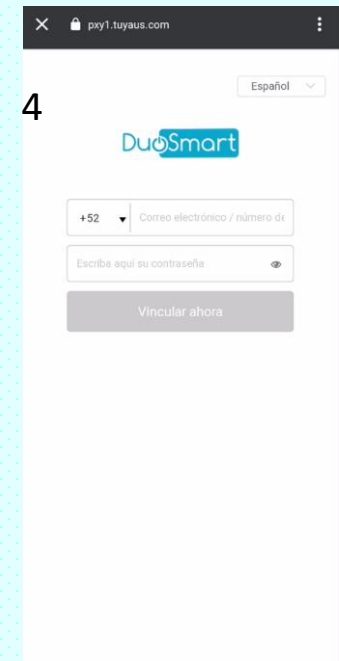 pxy1.tuyaus.com
Español
4
DuoSmart
+52
Correo electrónico / número de
Escriba aquí su contraseña
Vincular ahora